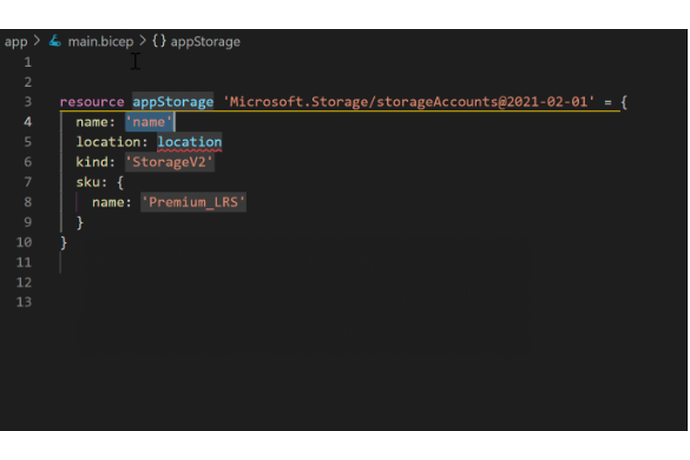 app > main.bicep > {} appStorage
1
2
3 resource appStorage 'Microsoft.Storage/storageAccounts@2021-02-01' = {
4   name: 'name'
5   location: location
6   kind: 'StorageV2'
7   sku: {
8     name: 'Premium_LRS'
9   }
10 }
11
12
13